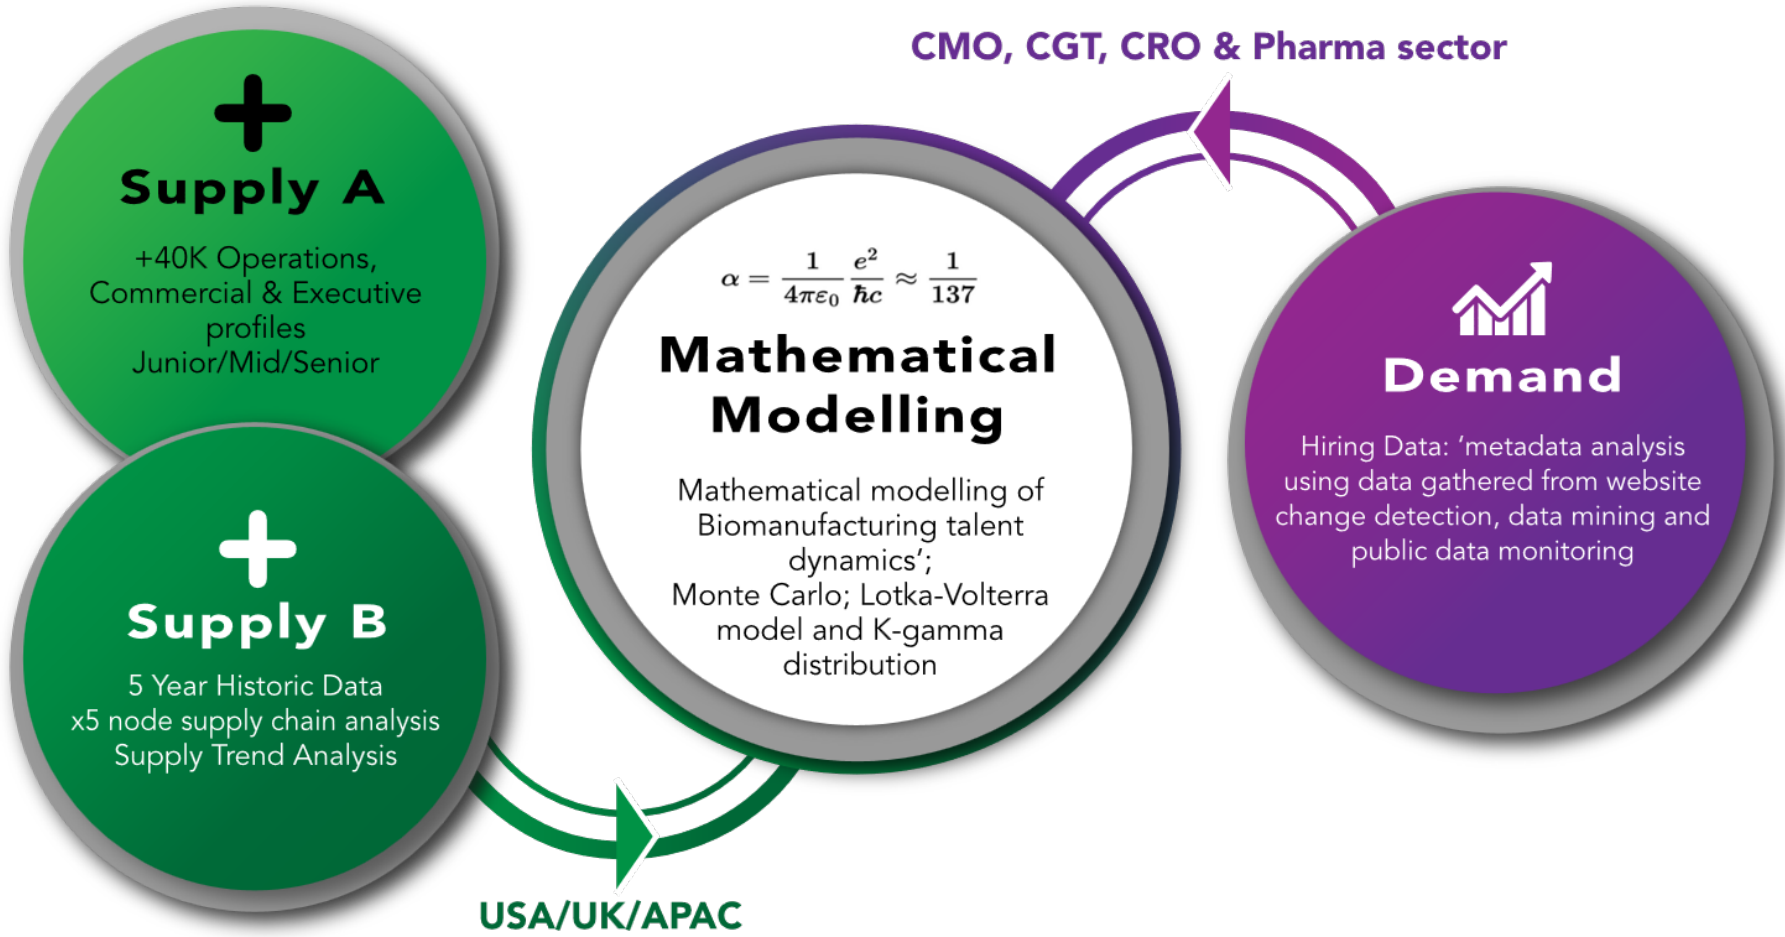 Supply A
+40K Operations,
Commercial & Executive
profiles
Junior/Mid/Senior
Supply B
5 Year Historic Data
x5 node supply chain analysis
Supply Trend Analysis
USA/UK/APAC
α = 1/4πε₀ e²/ħc ≈ 1/137
Mathematical
Modelling
Mathematical modelling of
Biomanufacturing talent
dynamics’;
Monte Carlo; Lotka-Volterra
model and K-gamma
distribution
CMO, CGT, CRO & Pharma sector
Demand
Hiring Data: ‘metadata analysis
using data gathered from website
change detection, data mining and
public data monitoring